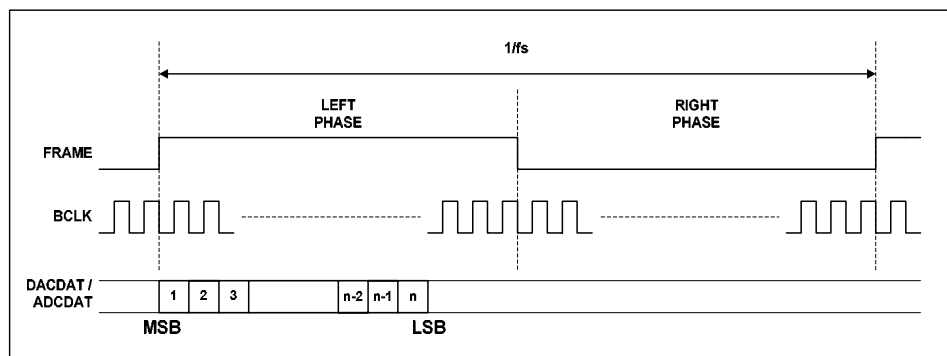 1/fs
LEFT
PHASE
RIGHT
PHASE
FRAME
BCLK
DACDAT /
ADCDAT
1 2 3 n-2 n-1 n
MSB LSB